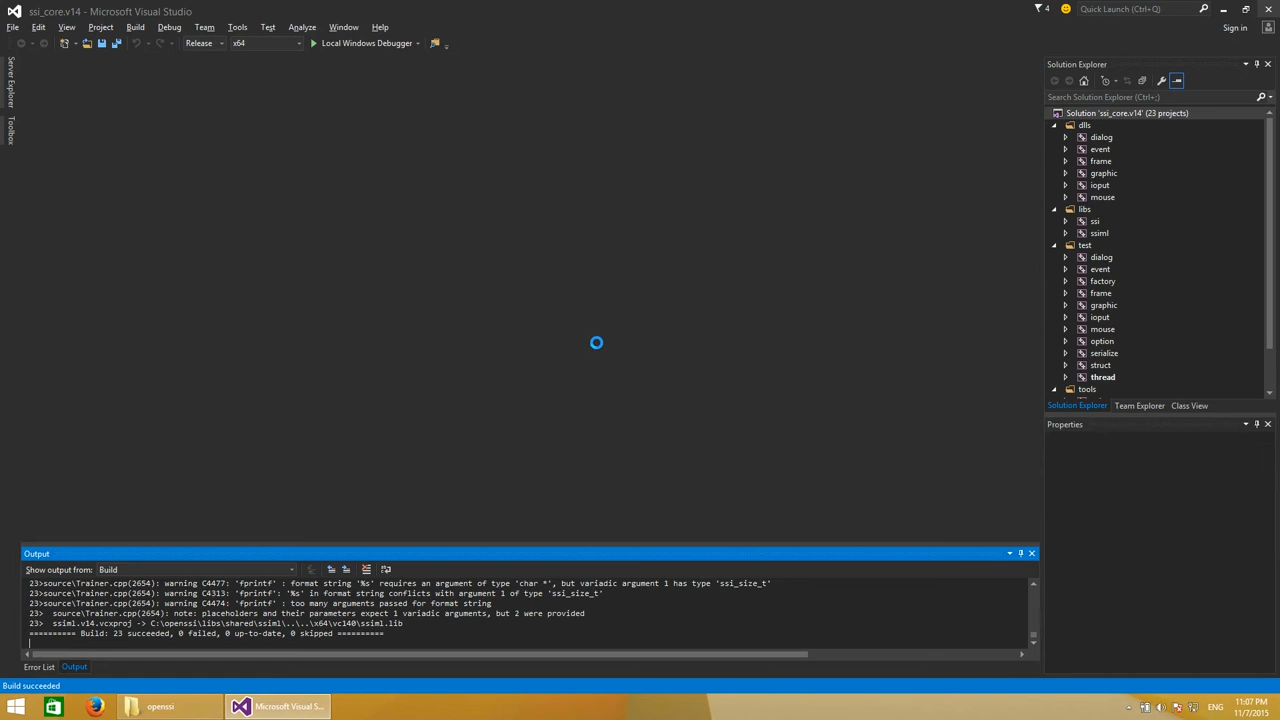 ssi_core.v14 - Microsoft Visual Studio
4
Quick Launch (Ctrl+Q)
File Edit View Project Build Debug Team Tools Test Analyze Window Help
Sign in
Release x64 Local Windows Debugger
Server Explorer
Toolbox
Solution Explorer
Search Solution Explorer (Ctrl+;)
Solution 'ssi_core.v14' (23 projects)
dlls
dialog
event
frame
graphic
ioput
mouse
libs
ssi
ssiml
test
dialog
event
factory
frame
graphic
ioput
mouse
option
serialize
struct
thread
tools
Solution Explorer Team Explorer Class View
Properties
Output
Show output from: Build
23>source\Trainer.cpp(2654): warning C4477: 'fprintf' : format string '%s' requires an argument of type 'char *', but variadic argument 1 has type 'ssi_size_t'
23>source\Trainer.cpp(2654): warning C4313: 'fprintf': '%s' in format string conflicts with argument 1 of type 'ssi_size_t'
23>source\Trainer.cpp(2654): warning C4474: 'fprintf' : too many arguments passed for format string
23>  source\Trainer.cpp(2654): note: placeholders and their parameters expect 1 variadic arguments, but 2 were provided
23>  ssiml.v14.vcxproj -> C:\openssi\libs\shared\ssiml\..\..\x64\vc140\ssiml.lib
========== Build: 23 succeeded, 0 failed, 0 up-to-date, 0 skipped ==========
Error List Output
Build succeeded
openssi
Microsoft Visual S...
ENG
11:07 PM
11/7/2015